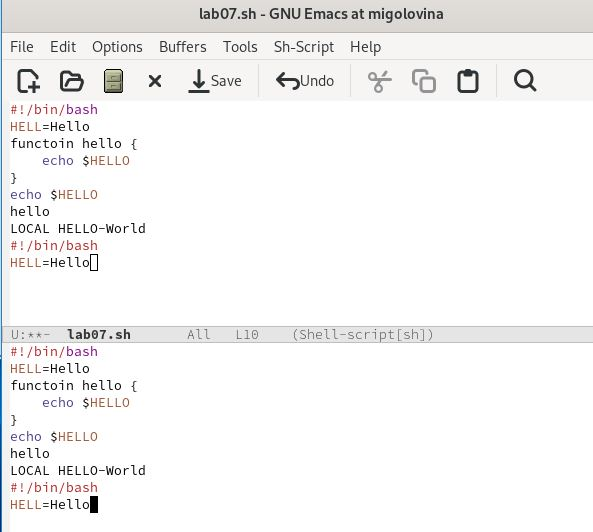 lab07.sh - GNU Emacs at migolovina
File Edit Options Buffers Tools Sh-Script Help
Save Undo
#!/bin/bash
HELL=Hello
functoin hello {
    echo $HELLO
}
echo $HELLO
hello
LOCAL HELLO-World
#!/bin/bash
HELL=Hello
U:**-  lab07.sh       All   L10    (Shell-script[sh])
#!/bin/bash
HELL=Hello
functoin hello {
    echo $HELLO
}
echo $HELLO
hello
LOCAL HELLO-World
#!/bin/bash
HELL=Hello